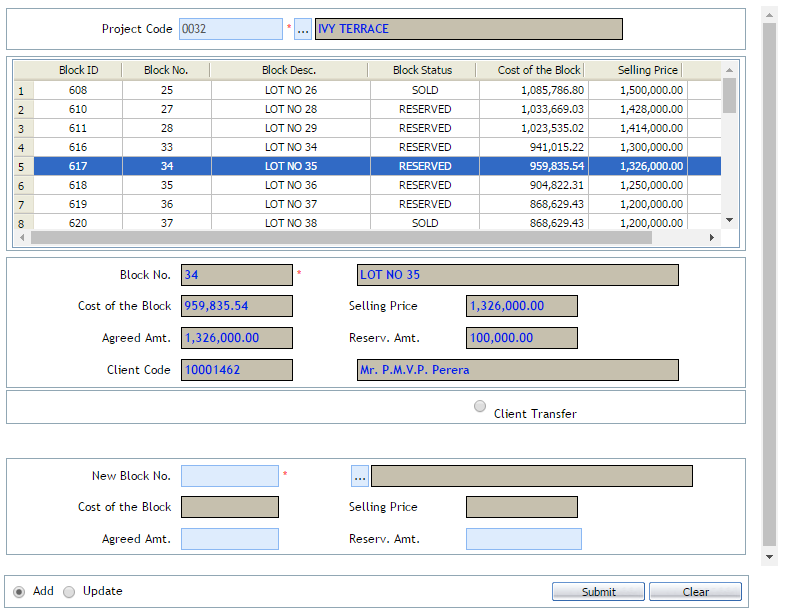 Project Code 0032 * ... IVY TERRACE
Block ID Block No. Block Desc. Block Status Cost of the Block Selling Price
1 608 25 LOT NO 26 SOLD 1,085,786.80 1,500,000.00
2 610 27 LOT NO 28 RESERVED 1,033,669.03 1,428,000.00
3 611 28 LOT NO 29 RESERVED 1,023,535.02 1,414,000.00
4 616 33 LOT NO 34 RESERVED 941,015.22 1,300,000.00
5 617 34 LOT NO 35 RESERVED 959,835.54 1,326,000.00
6 618 35 LOT NO 36 RESERVED 904,822.31 1,250,000.00
7 619 36 LOT NO 37 RESERVED 868,629.43 1,200,000.00
8 620 37 LOT NO 38 SOLD 868,629.43 1,200,000.00
Block No. 34 * LOT NO 35
Cost of the Block 959,835.54 Selling Price 1,326,000.00
Agreed Amt. 1,326,000.00 Reserv. Amt. 100,000.00
Client Code 10001462 Mr. P.M.V.P. Perera
Client Transfer
New Block No. * ...
Cost of the Block Selling Price
Agreed Amt. Reserv. Amt.
Add Update Submit Clear